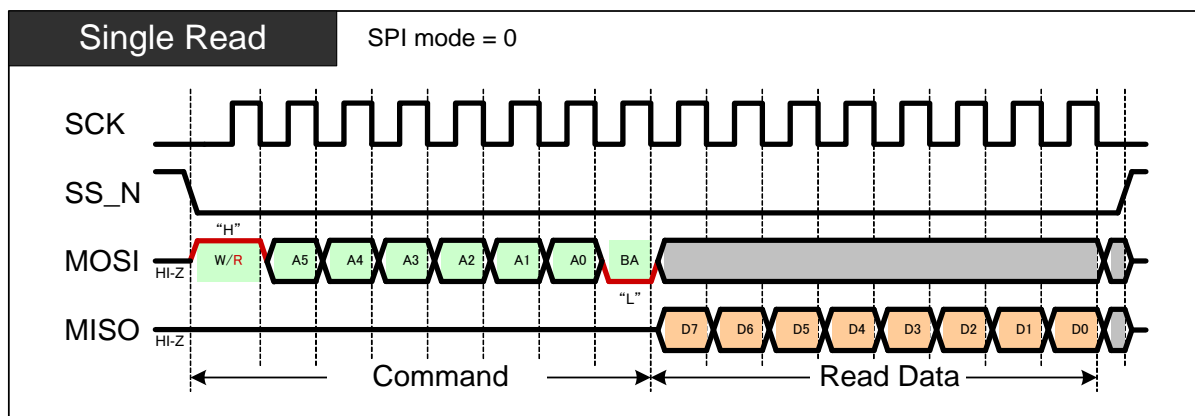 Single Read
SPI mode = 0
SCK
SS_N
“H”
MOSI HI-Z W/R A5 A4 A3 A2 A1 A0 BA
“L”
MISO HI-Z D7 D6 D5 D4 D3 D2 D1 D0
Command Read Data